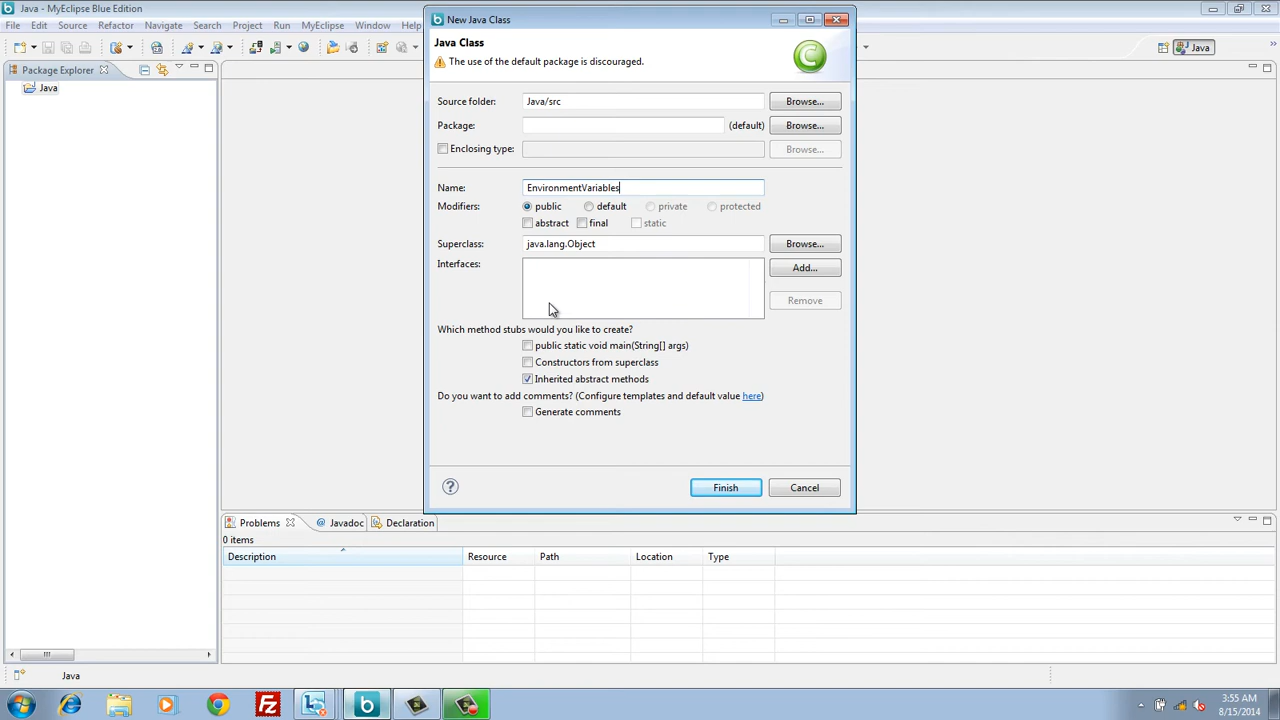 Java - MyEclipse Blue Edition
New Java Class
File Edit Source Refactor Navigate Search Project Run MyEclipse Window
Java Class
The use of the default package is discouraged.
Java
Package Explorer
Java
Source folder: Java/src Browse...
Package: (default) Browse...
Enclosing type: Browse...
Name: EnvironmentVariables
Modifiers: public default private protected
abstract final static
Superclass: java.lang.Object Browse...
Interfaces: Add...
Remove
Which method stubs would you like to create?
public static void main(String[] args)
Constructors from superclass
Inherited abstract methods
Do you want to add comments? (Configure templates and default value here)
Generate comments
Finish Cancel
Problems Javadoc Declaration
0 items
Description Resource Path Location Type
Java
3:55 AM
8/15/2014